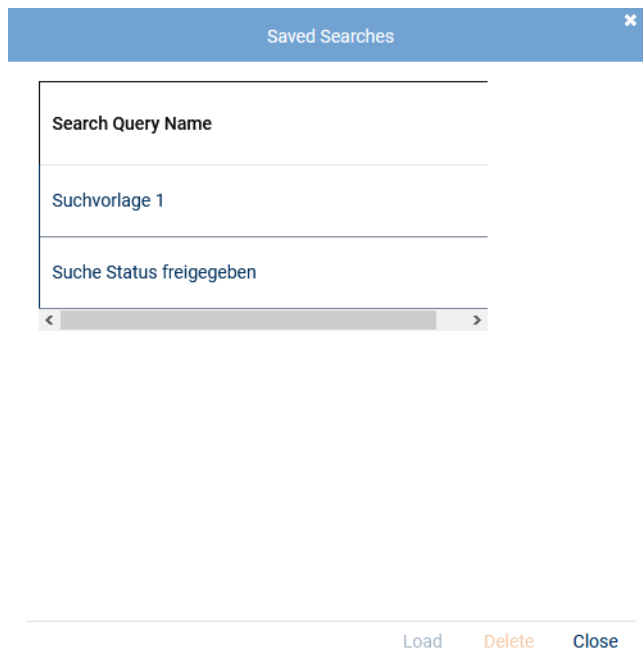 Saved Searches
Search Query Name
Suchvorlage 1
Suche Status freigegeben
Load Delete Close